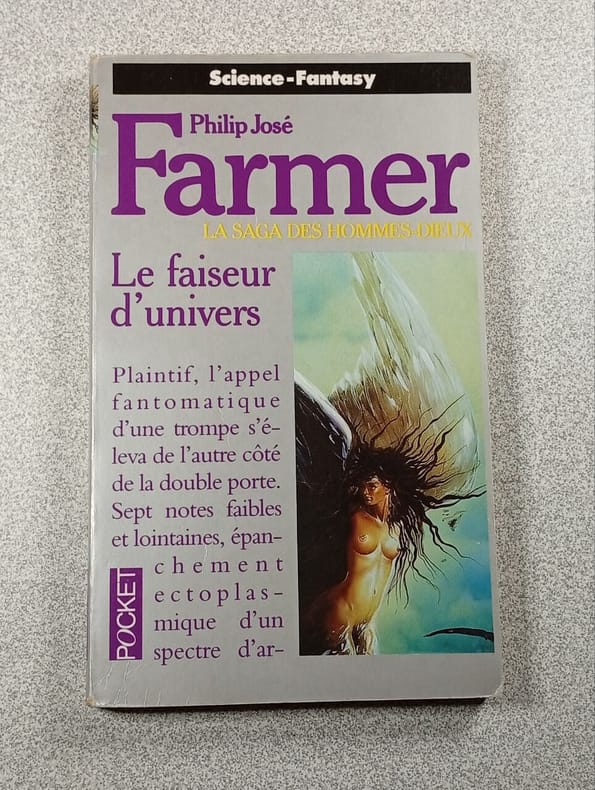 Science-Fantasy
Philip José
Farmer
LA SAGA DES HOMMES-DIEUX
Le faiseur
d'univers
Plaintif, l'appel
fantomatique
d'une trompe s'é-
leva de l'autre côté
de la double porte.
Sept notes faibles
et lointaines, épan-
chement
ectoplas-
mique d'un
spectre d'ar-
POCKET